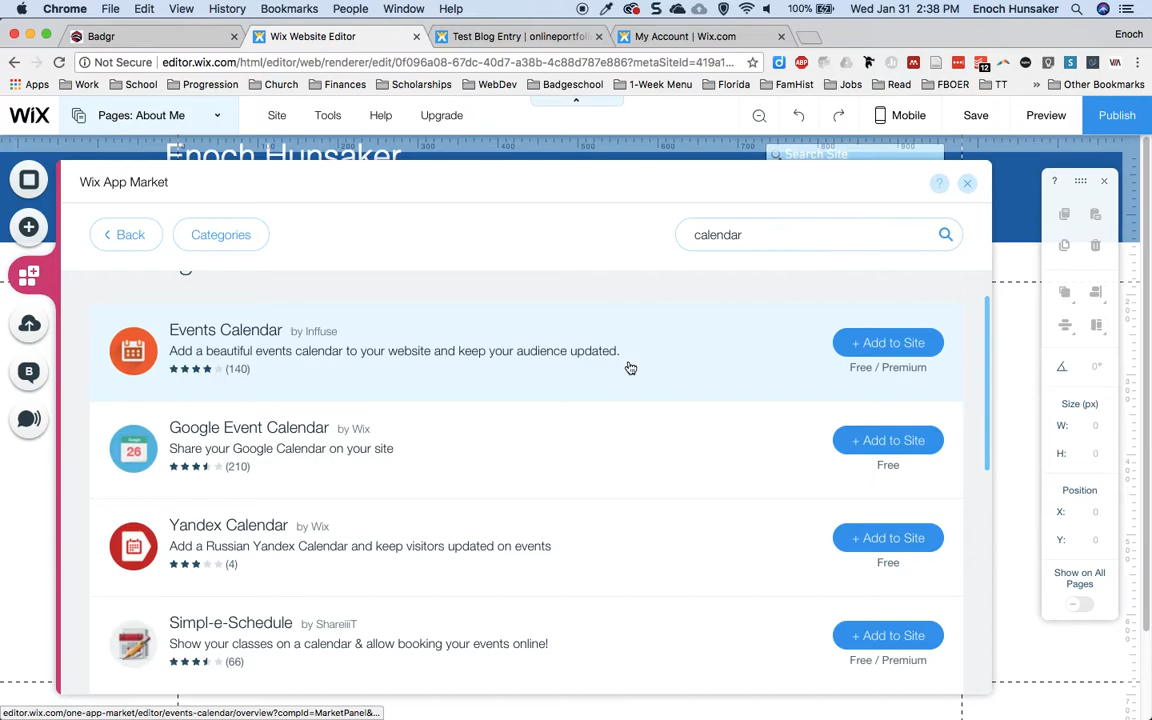 Chrome File Edit View History Bookmarks People Window Help 100% Wed Jan 31 2:38 PM Enoch Hunsaker
Badgr Wix Website Editor Test Blog Entry | onlineportfoli My Account | Wix.com Enoch
Not Secure editor.wix.com/html/editor/web/renderer/edit/0f096a08-67dc-40d7-a38b-4c88d787e886?metaSiteId=419a1...
Apps Work School Progression Church Finances Scholarships WebDev Badgeschool 1-Week Menu Florida FamHist Jobs Read FBOER TT » Other Bookmarks
WiX Pages: About Me Site Tools Help Upgrade Mobile Save Preview Publish
Enoch Hunsaker Search Site
Wix App Market
Back Categories calendar
Events Calendar by Inffuse
Add a beautiful events calendar to your website and keep your audience updated.
(140)
+ Add to Site
Free / Premium
Google Event Calendar by Wix
Share your Google Calendar on your site
(210)
+ Add to Site
Free
Yandex Calendar by Wix
Add a Russian Yandex Calendar and keep visitors updated on events
(4)
+ Add to Site
Free
Simpl-e-Schedule by ShareiiiT
Show your classes on a calendar & allow booking your events online!
(66)
+ Add to Site
Free / Premium
0°
Size (px)
W: 0
H: 0
Position
X: 0
Y: 0
Show on All
Pages
editor.wix.com/one-app-market/editor/events-calendar/overview?compId=MarketPanel&...